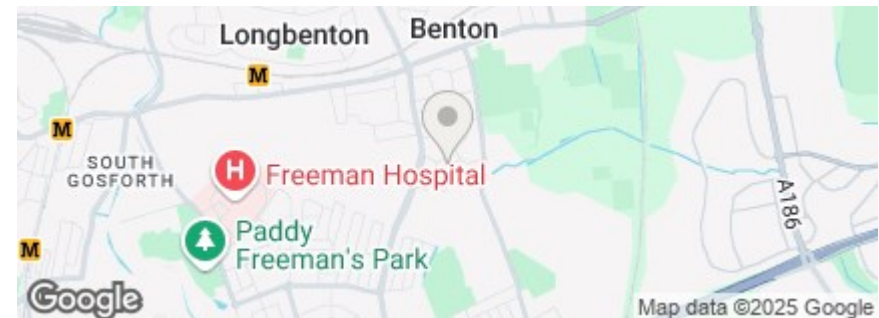 Longbenton
Benton
M
M
SOUTH
GOSFORTH
H
Freeman Hospital
A186
Paddy
Freeman's Park
M
Google
Map data ©2025 Google